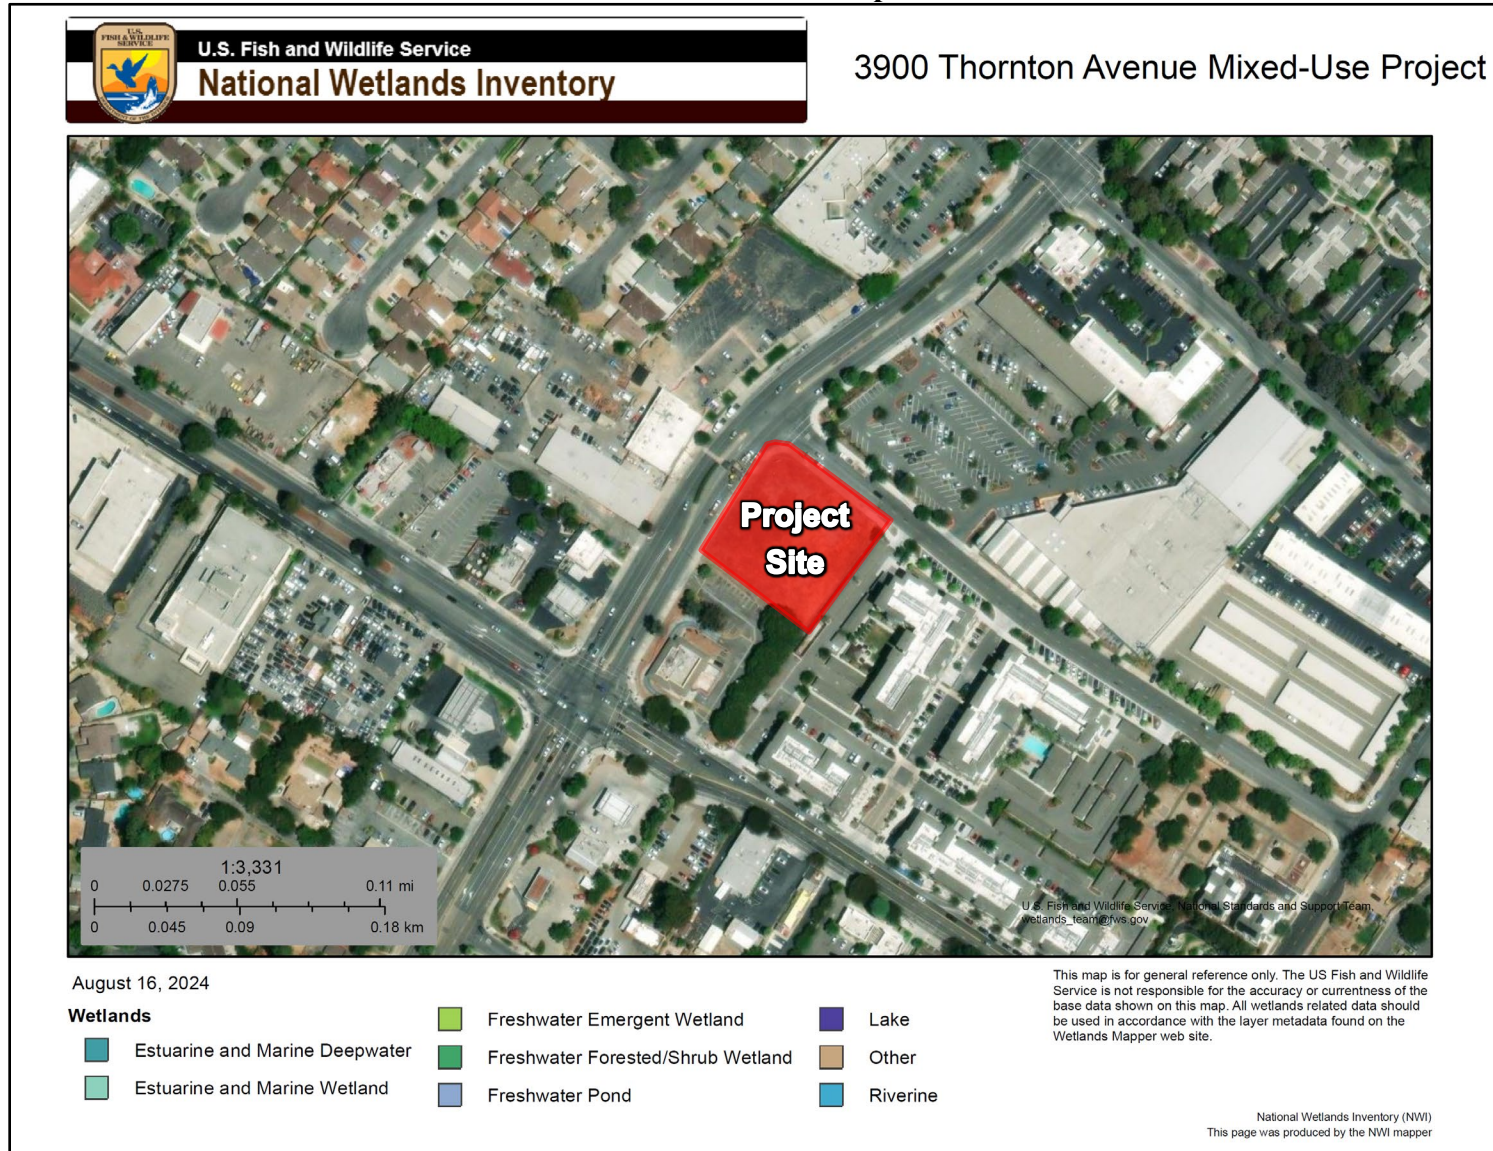 U.S.
FISH & WILDLIFE
SERVICE
U.S. Fish and Wildlife Service
National Wetlands Inventory
3900 Thornton Avenue Mixed-Use Project
Project
Site
1:3,331
0 0.0275 0.055 0.11 mi
0 0.045 0.09 0.18 km
U.S. Fish and Wildlife Service, National Standards and Support Team,
wetlands_team@fws.gov
August 16, 2024
Wetlands
Estuarine and Marine Deepwater
Estuarine and Marine Wetland
Freshwater Emergent Wetland
Freshwater Forested/Shrub Wetland
Freshwater Pond
Lake
Other
Riverine
This map is for general reference only. The US Fish and Wildlife
Service is not responsible for the accuracy or currentness of the
base data shown on this map. All wetlands related data should
be used in accordance with the layer metadata found on the
Wetlands Mapper web site.
National Wetlands Inventory (NWI)
This page was produced by the NWI mapper